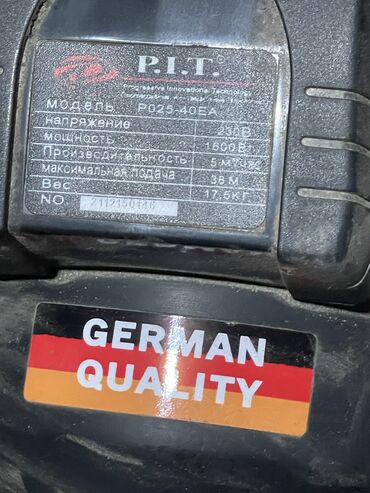 P.I.T.
Progressive Innovational Technology
МОДЕЛЬ P025-40EA
напряжение 230В
мощность 1600Вт
Производительность 5 м³/час
максимальная подача 38 М
Вес 17,5КГ
NO.
GERMAN
QUALITY